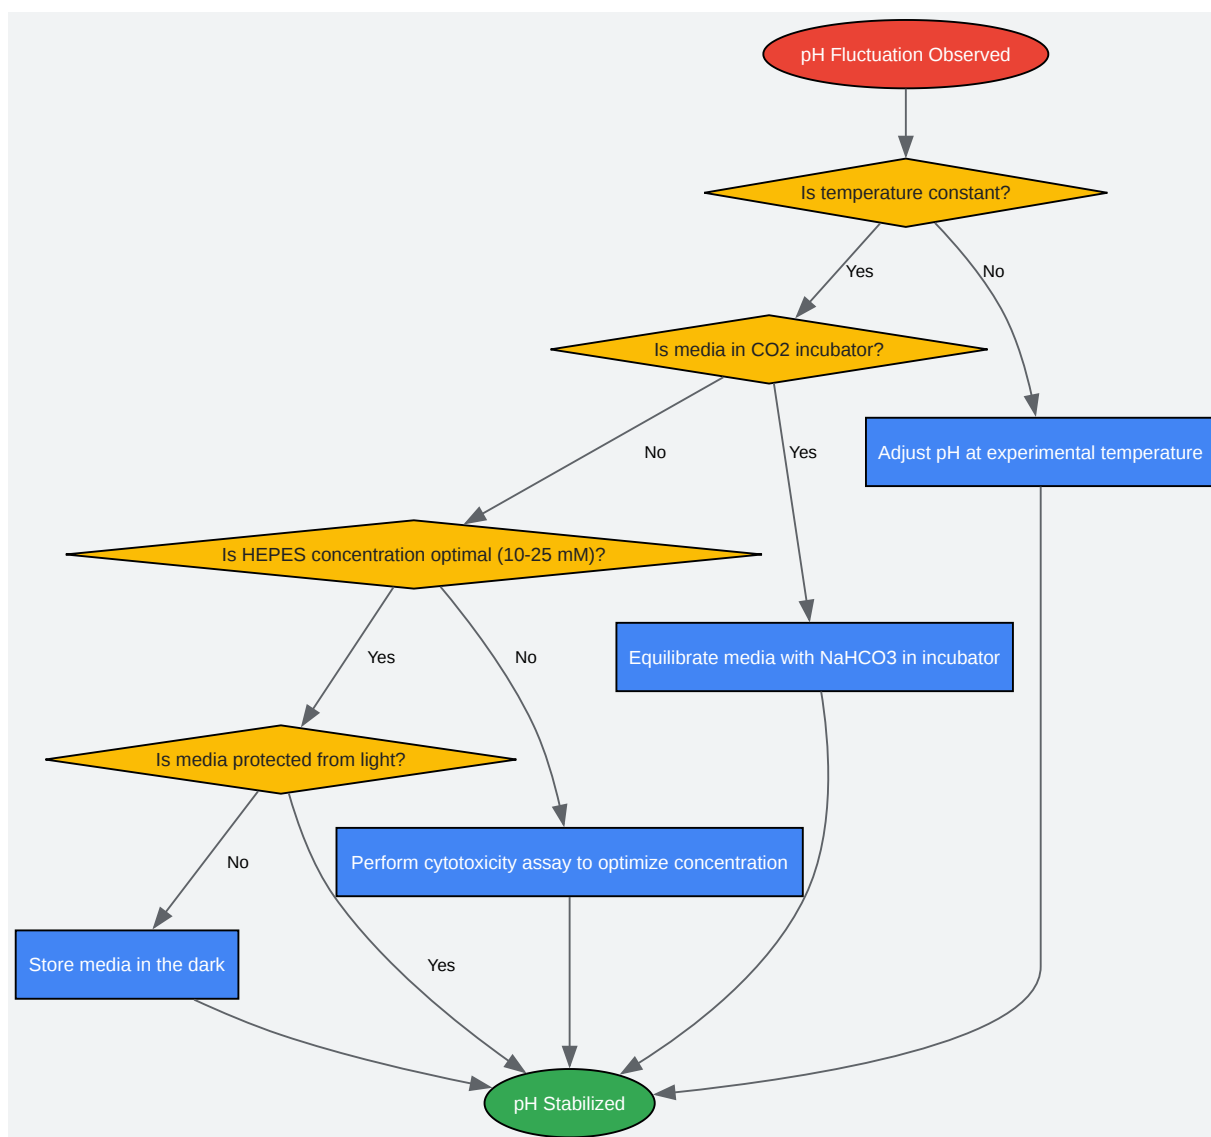 pH Fluctuation Observed
Is temperature constant?
Yes
No
Is media in CO2 incubator?
No
Yes
Adjust pH at experimental temperature
Is HEPES concentration optimal (10-25 mM)?
Yes
No
Equilibrate media with NaHCO3 in incubator
Is media protected from light?
No
Perform cytotoxicity assay to optimize concentration
Store media in the dark
Yes
pH Stabilized